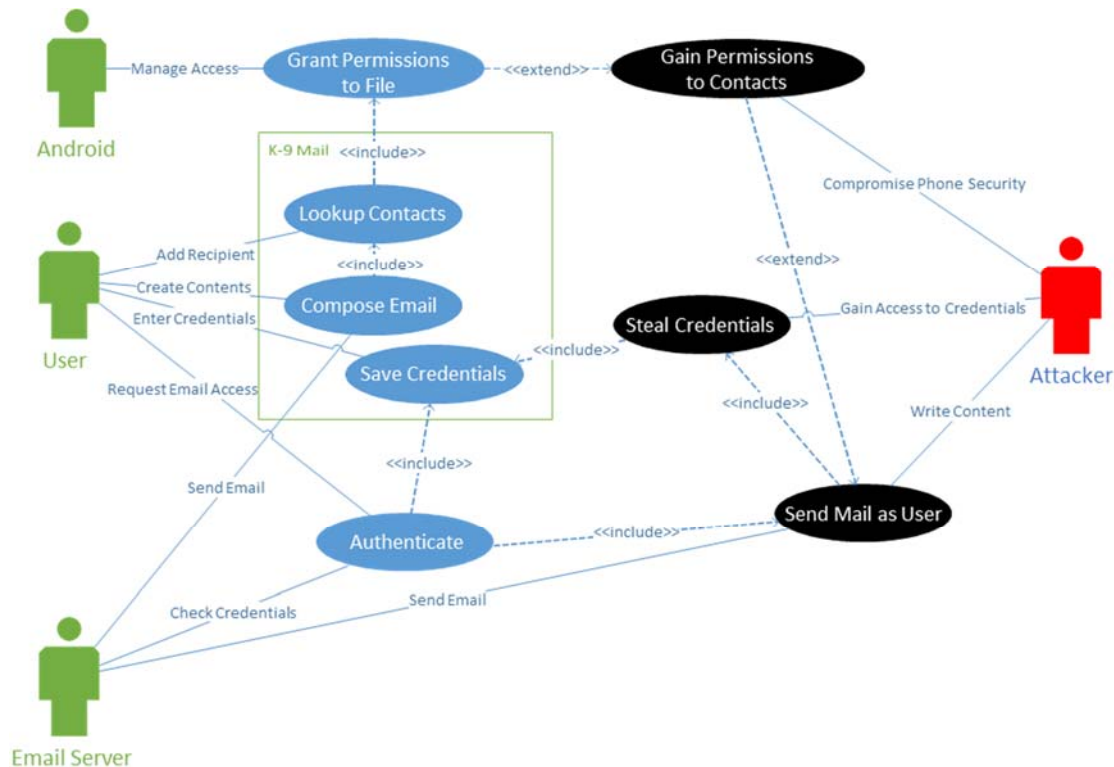 Grant Permissions
to File
Gain Permissions
to Contacts
Manage Access
<<extend>>
Android
K-9 Mail
<<include>>
Compromise Phone Security
Lookup Contacts
Add Recipient
<<include>>
<<extend>>
Create Contents
Compose Email
Gain Access to Credentials
Enter Credentials
Steal Credentials
User
<<include>>
Save Credentials
Attacker
Request Email Access
<<include>>
Write Content
<<include>>
Send Email
Send Mail as User
<<include>>
Authenticate
Send Email
Check Credentials
Email Server